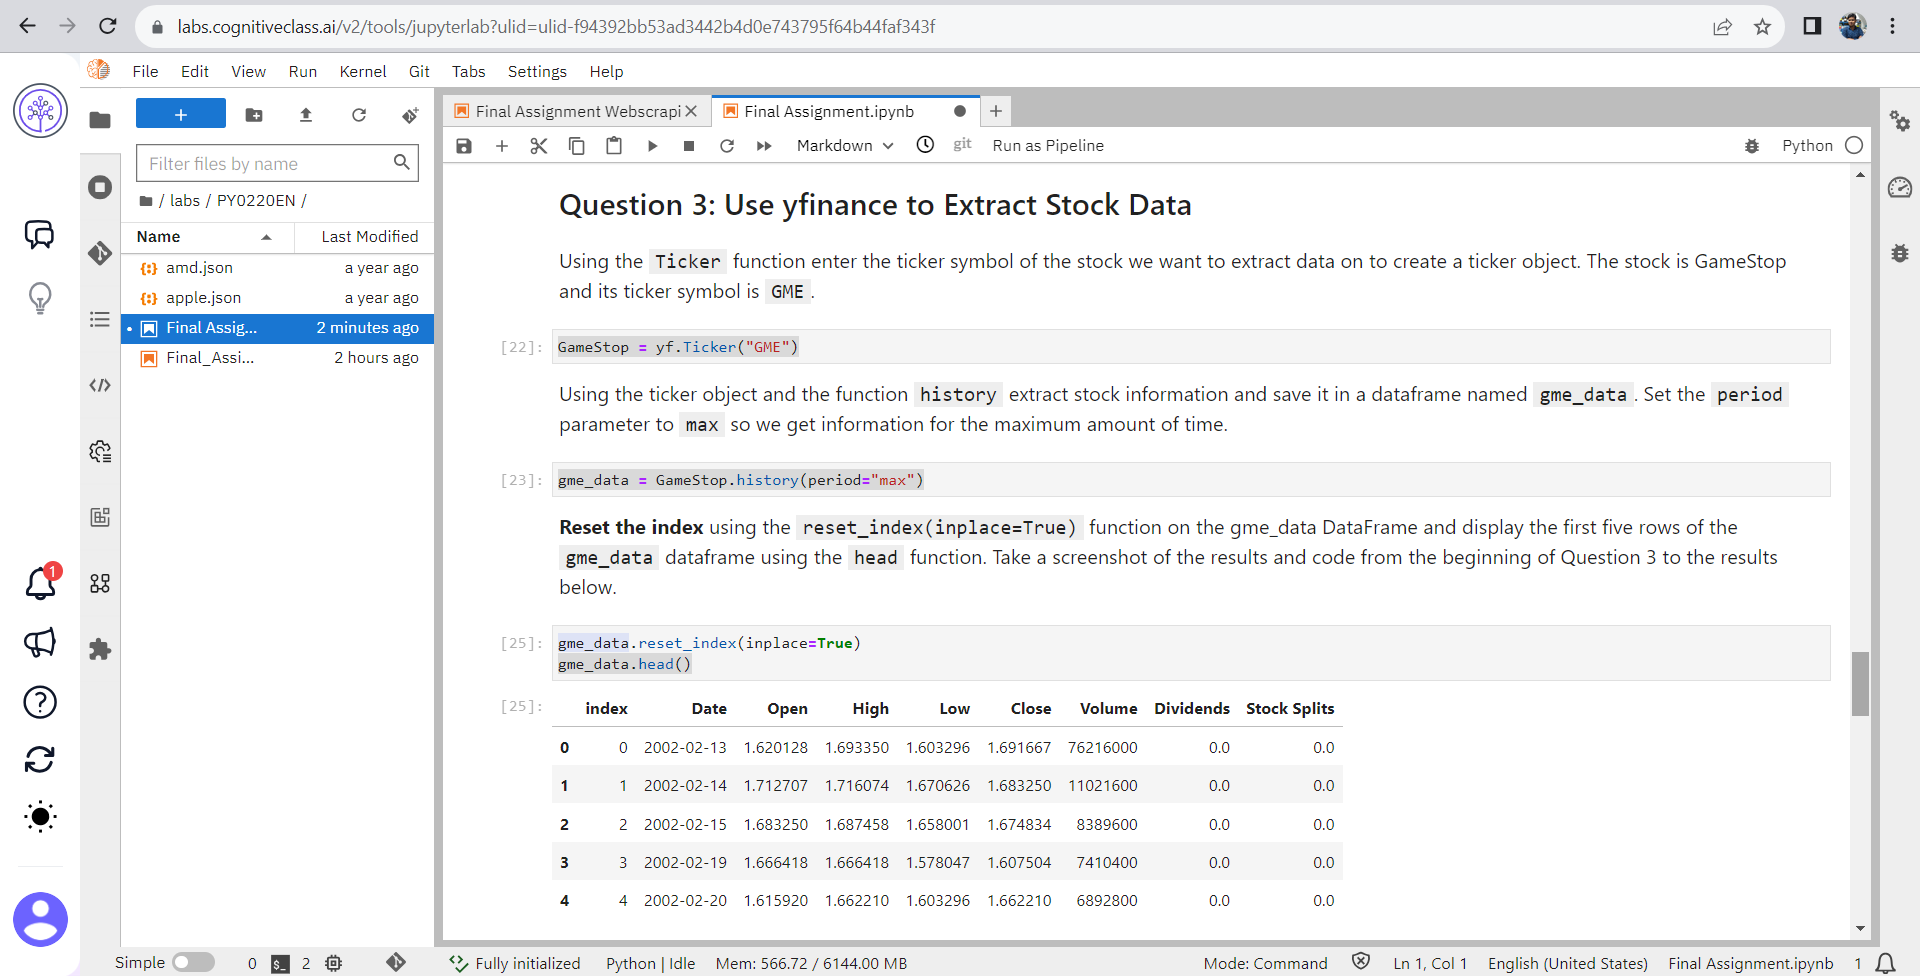 labs.cognitiveclass.ai/v2/tools/jupyterlab?ulid=ulid-f94392bb53ad3442b4d0e743795f64b44faf343f
File Edit View Run Kernel Git Tabs Settings Help
Final Assignment Webscrapi
Final Assignment.ipynb
Markdown
git
Run as Pipeline
Python
Filter files by name
/ labs / PY0220EN /
Name Last Modified
amd.json a year ago
apple.json a year ago
Final Assig... 2 minutes ago
Final_Assi... 2 hours ago
1
Question 3: Use yfinance to Extract Stock Data
Using the Ticker function enter the ticker symbol of the stock we want to extract data on to create a ticker object. The stock is GameStop
and its ticker symbol is GME .
[22]: GameStop = yf.Ticker("GME")
Using the ticker object and the function history extract stock information and save it in a dataframe named gme_data . Set the period
parameter to max so we get information for the maximum amount of time.
[23]: gme_data = GameStop.history(period="max")
Reset the index using the reset_index(inplace=True) function on the gme_data DataFrame and display the first five rows of the
gme_data dataframe using the head function. Take a screenshot of the results and code from the beginning of Question 3 to the results
below.
[25]: gme_data.reset_index(inplace=True)
gme_data.head()
[25]: index Date Open High Low Close Volume Dividends Stock Splits
0 0 2002-02-13 1.620128 1.693350 1.603296 1.691667 76216000 0.0 0.0
1 1 2002-02-14 1.712707 1.716074 1.670626 1.683250 11021600 0.0 0.0
2 2 2002-02-15 1.683250 1.687458 1.658001 1.674834 8389600 0.0 0.0
3 3 2002-02-19 1.666418 1.666418 1.578047 1.607504 7410400 0.0 0.0
4 4 2002-02-20 1.615920 1.662210 1.603296 1.662210 6892800 0.0 0.0
Simple 0 $_ 2 Fully initialized Python | Idle Mem: 566.72 / 6144.00 MB Mode: Command Ln 1, Col 1 English (United States) Final Assignment.ipynb 1